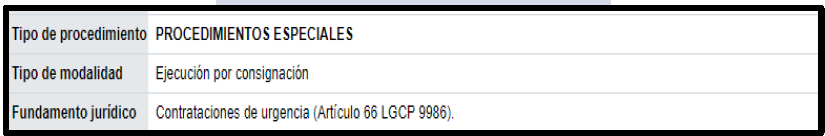 Tipo de procedimiento PROCEDIMIENTOS ESPECIALES
Tipo de modalidad Ejecución por consignación
Fundamento jurídico Contrataciones de urgencia (Artículo 66 LGCP 9986).